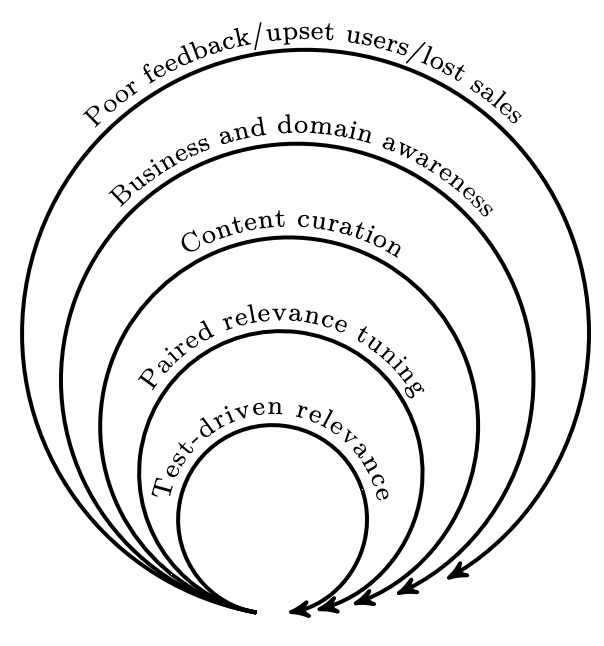 Poor feedback/upset users/lost sales
Business and domain awareness
Content curation
Paired relevance tuning
Test-driven relevance